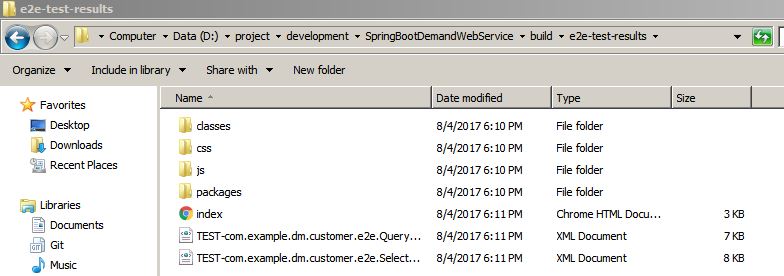 e2e-test-results
Computer ▸ Data (D:) ▸ project ▸ development ▸ SpringBootDemandWebService ▸ build ▸ e2e-test-results ▸
Organize Include in library Share with New folder
Favorites
Desktop
Downloads
Recent Places
Libraries
Documents
Git
Music
Name Date modified Type Size
classes 8/4/2017 6:10 PM File folder
css 8/4/2017 6:10 PM File folder
js 8/4/2017 6:10 PM File folder
packages 8/4/2017 6:10 PM File folder
index 8/4/2017 6:11 PM Chrome HTML Docu... 3 KB
TEST-com.example.dm.customer.e2e.Query... 8/4/2017 6:11 PM XML Document 7 KB
TEST-com.example.dm.customer.e2e.Select... 8/4/2017 6:11 PM XML Document 8 KB